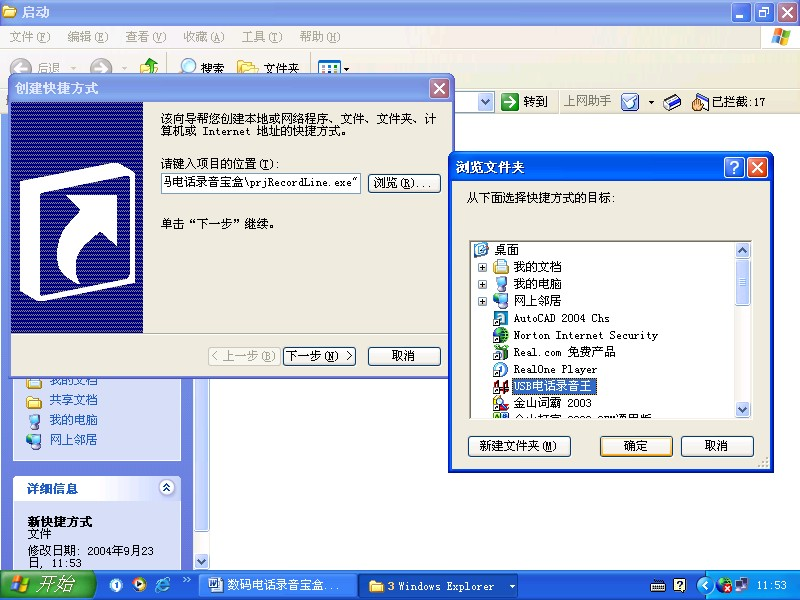 启动
文件(F) 编辑(E) 查看(V) 收藏(A) 工具(T) 帮助(H)
后退 搜索 文件夹
转到 上网助手 已拦截:17
创建快捷方式
该向导帮您创建本地或网络程序、文件、文件夹、计
算机或 Internet 地址的快捷方式。
请键入项目的位置(T):
马电话录音宝盒\prjRecordLine.exe"
浏览(R)...
单击“下一步”继续。
< 上一步(B) 下一步(N) > 取消
浏览文件夹
从下面选择快捷方式的目标:
桌面
我的文档
我的电脑
网上邻居
AutoCAD 2004 Chs
Norton Internet Security
Real.com 免费产品
RealOne Player
USB电话录音王
金山词霸 2003
新建文件夹(M) 确定 取消
我的文档
共享文档
我的电脑
网上邻居
详细信息
新快捷方式
文件
修改日期: 2004年9月23
日, 11:53
开始 数码电话录音宝盒... 3 Windows Explorer 11:53